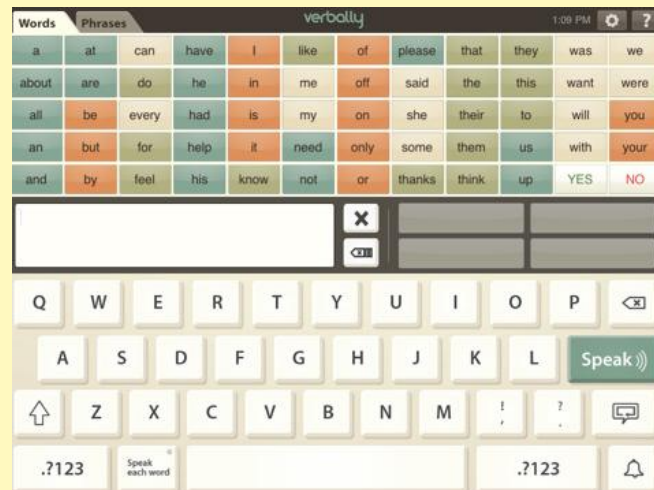 Words Phrases verbally 1:09 PM ?
a at can have I like of please that they was we
about are do he in me off said the this want were
all be every had is my on she their to will you
an but for help it need only some them us with your
and by feel his know not or thanks think up YES NO
Q W E R T Y U I O P
A S D F G H J K L Speak
Z X C V B N M ! , ? .
.?123 Speak each word .?123